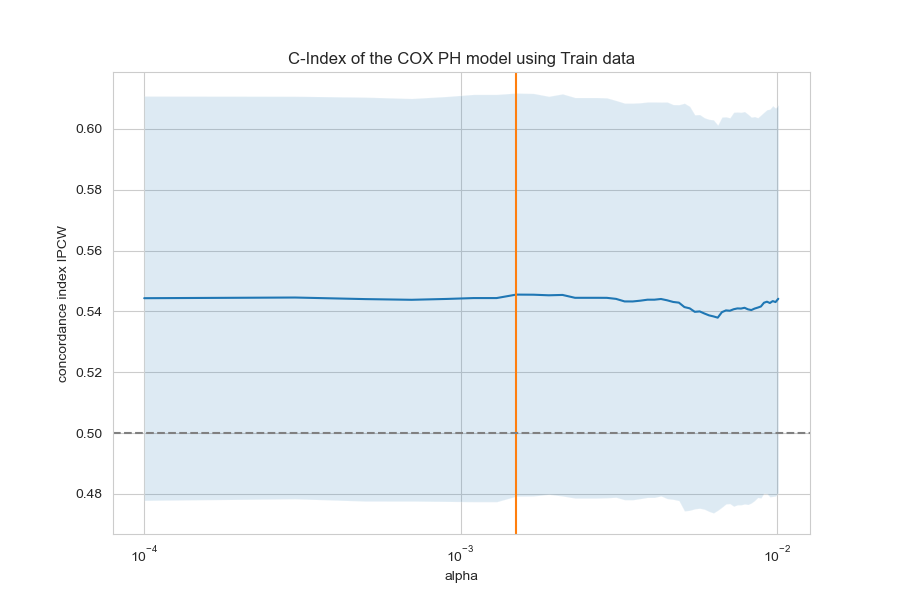 C-Index of the COX PH model using Train data
concordance index IPCW
0.60
0.58
0.56
0.54
0.52
0.50
0.48
10⁻⁴ 10⁻³ 10⁻²
alpha